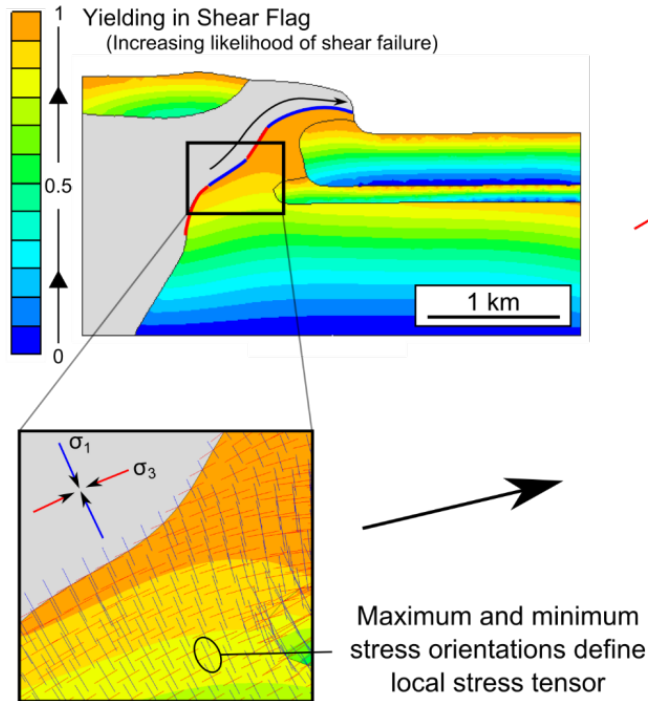 1
Yielding in Shear Flag
(Increasing likelihood of shear failure)
0.5
0
1 km
σ1
σ3
Maximum and minimum
stress orientations define
local stress tensor